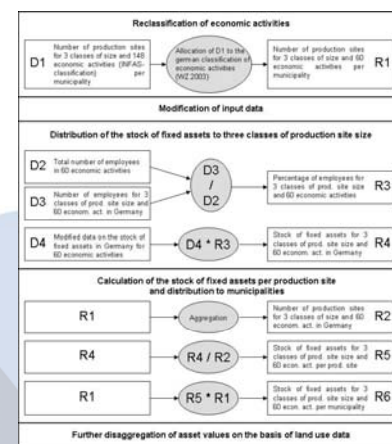 Reclassification of economic activities
D1
Number of production sites
for 3 classes of size and 148
economic activities (INFAS-
classification) per
municipality
Allocation of D1 to the
german classification of
economic activities
(WZ 2003)
Number of production sites
for 3 classes of size and 60
economic activities per
municipality
R1
Modification of input data
Distribution of the stock of fixed assets to three classes of production site size
D2
Total number of employees
in 60 economic activities
D3
Number of employees for 3
classes of prod. site size and
60 econom. act. in Germany
D3
/
D2
Percentage of employees for
3 classes of prod. site size
and 60 economic activities
R3
D4
Modified data on the stock of
fixed assets in Germany for
60 economic activities
D4 * R3
Stock of fixed assets for 3
classes of prod. site size and
60 econom. act. in Germany
R4
Calculation of the stock of fixed assets per production site
and distribution to municipalities
R1
Aggregation
Number of production sites
for 3 classes of size and 60
econom. act. in Germany
R2
R4
R4 / R2
Stock of fixed assets for 3
classes of prod. site size and
60 econ. act. per prod. site
R5
R1
R5 * R1
Stock of fixed assets for 3
classes of prod. site size and
60 econ. act. per municipality
R6
Further disaggregation of asset values on the basis of land use data